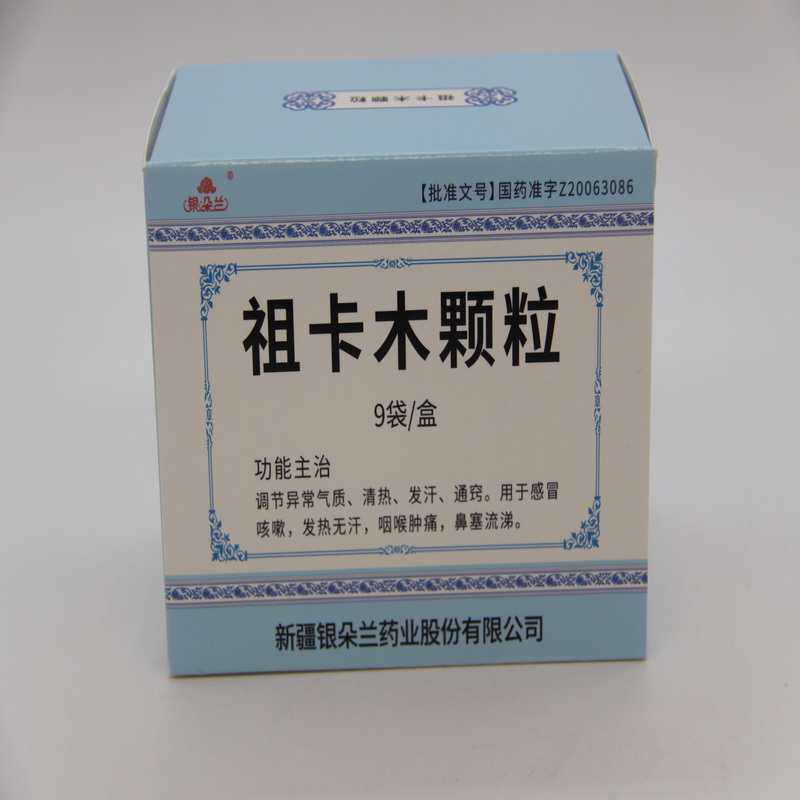 祖卡木颗粒
银朵兰®
【批准文号】国药准字Z20063086
祖卡木颗粒
9袋/盒
功能主治
调节异常气质、清热、发汗、通窍。用于感冒
咳嗽，发热无汗，咽喉肿痛，鼻塞流涕。
新疆银朵兰药业股份有限公司